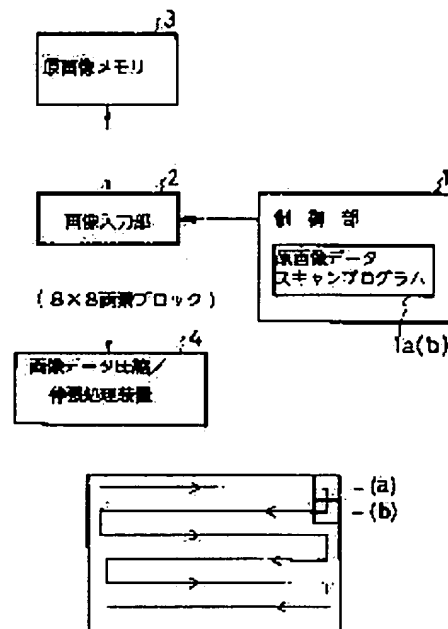 3
原画像メモリ
2
画像入力部
1
制御部
原画像データ
スキャンプログラム
1a(b)
(8×8画素ブロック)
4
画像データ圧縮/
伸張処理装置
(a)
(b)